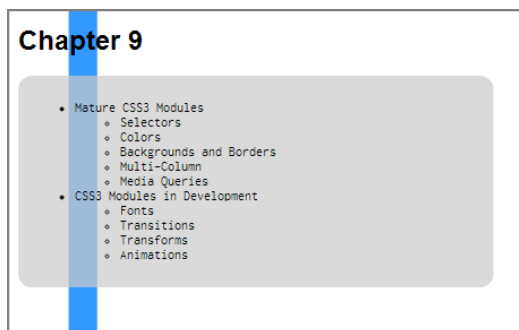 Chapter 9
Mature CSS3 Modules
Selectors
Colors
Backgrounds and Borders
Multi-Column
Media Queries
CSS3 Modules in Development
Fonts
Transitions
Transforms
Animations